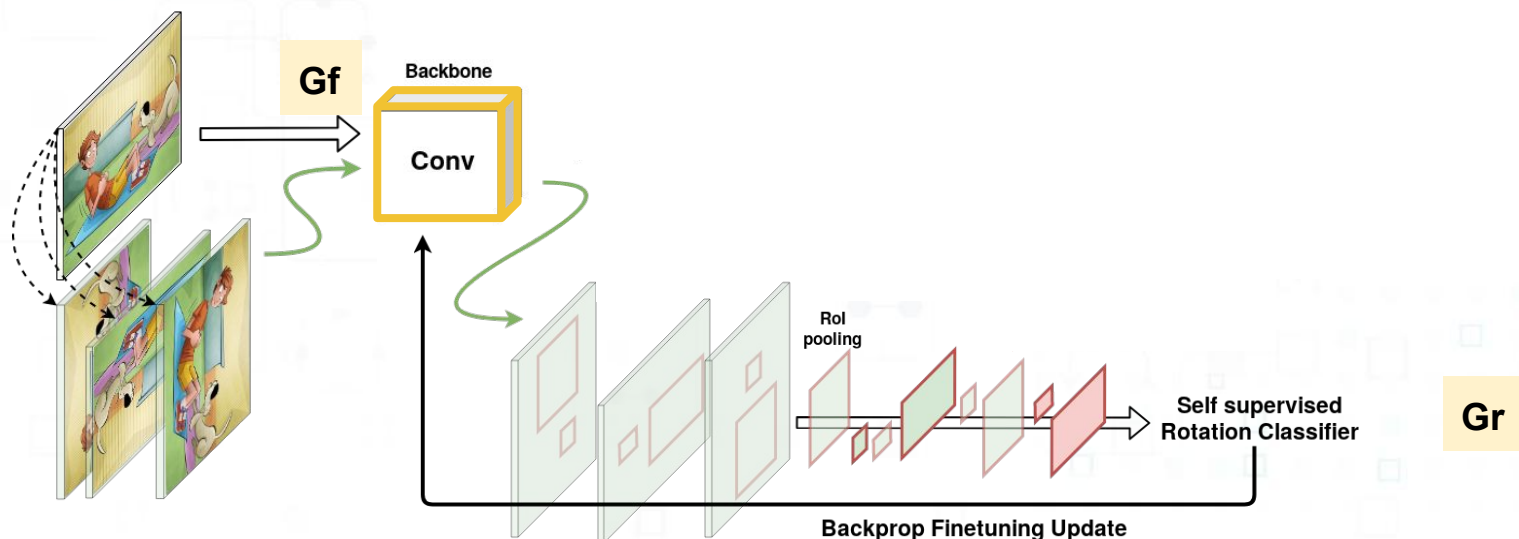 Gf
Backbone
Conv
RoI
pooling
Self supervised
Rotation Classifier
Gr
Backprop Finetuning Update